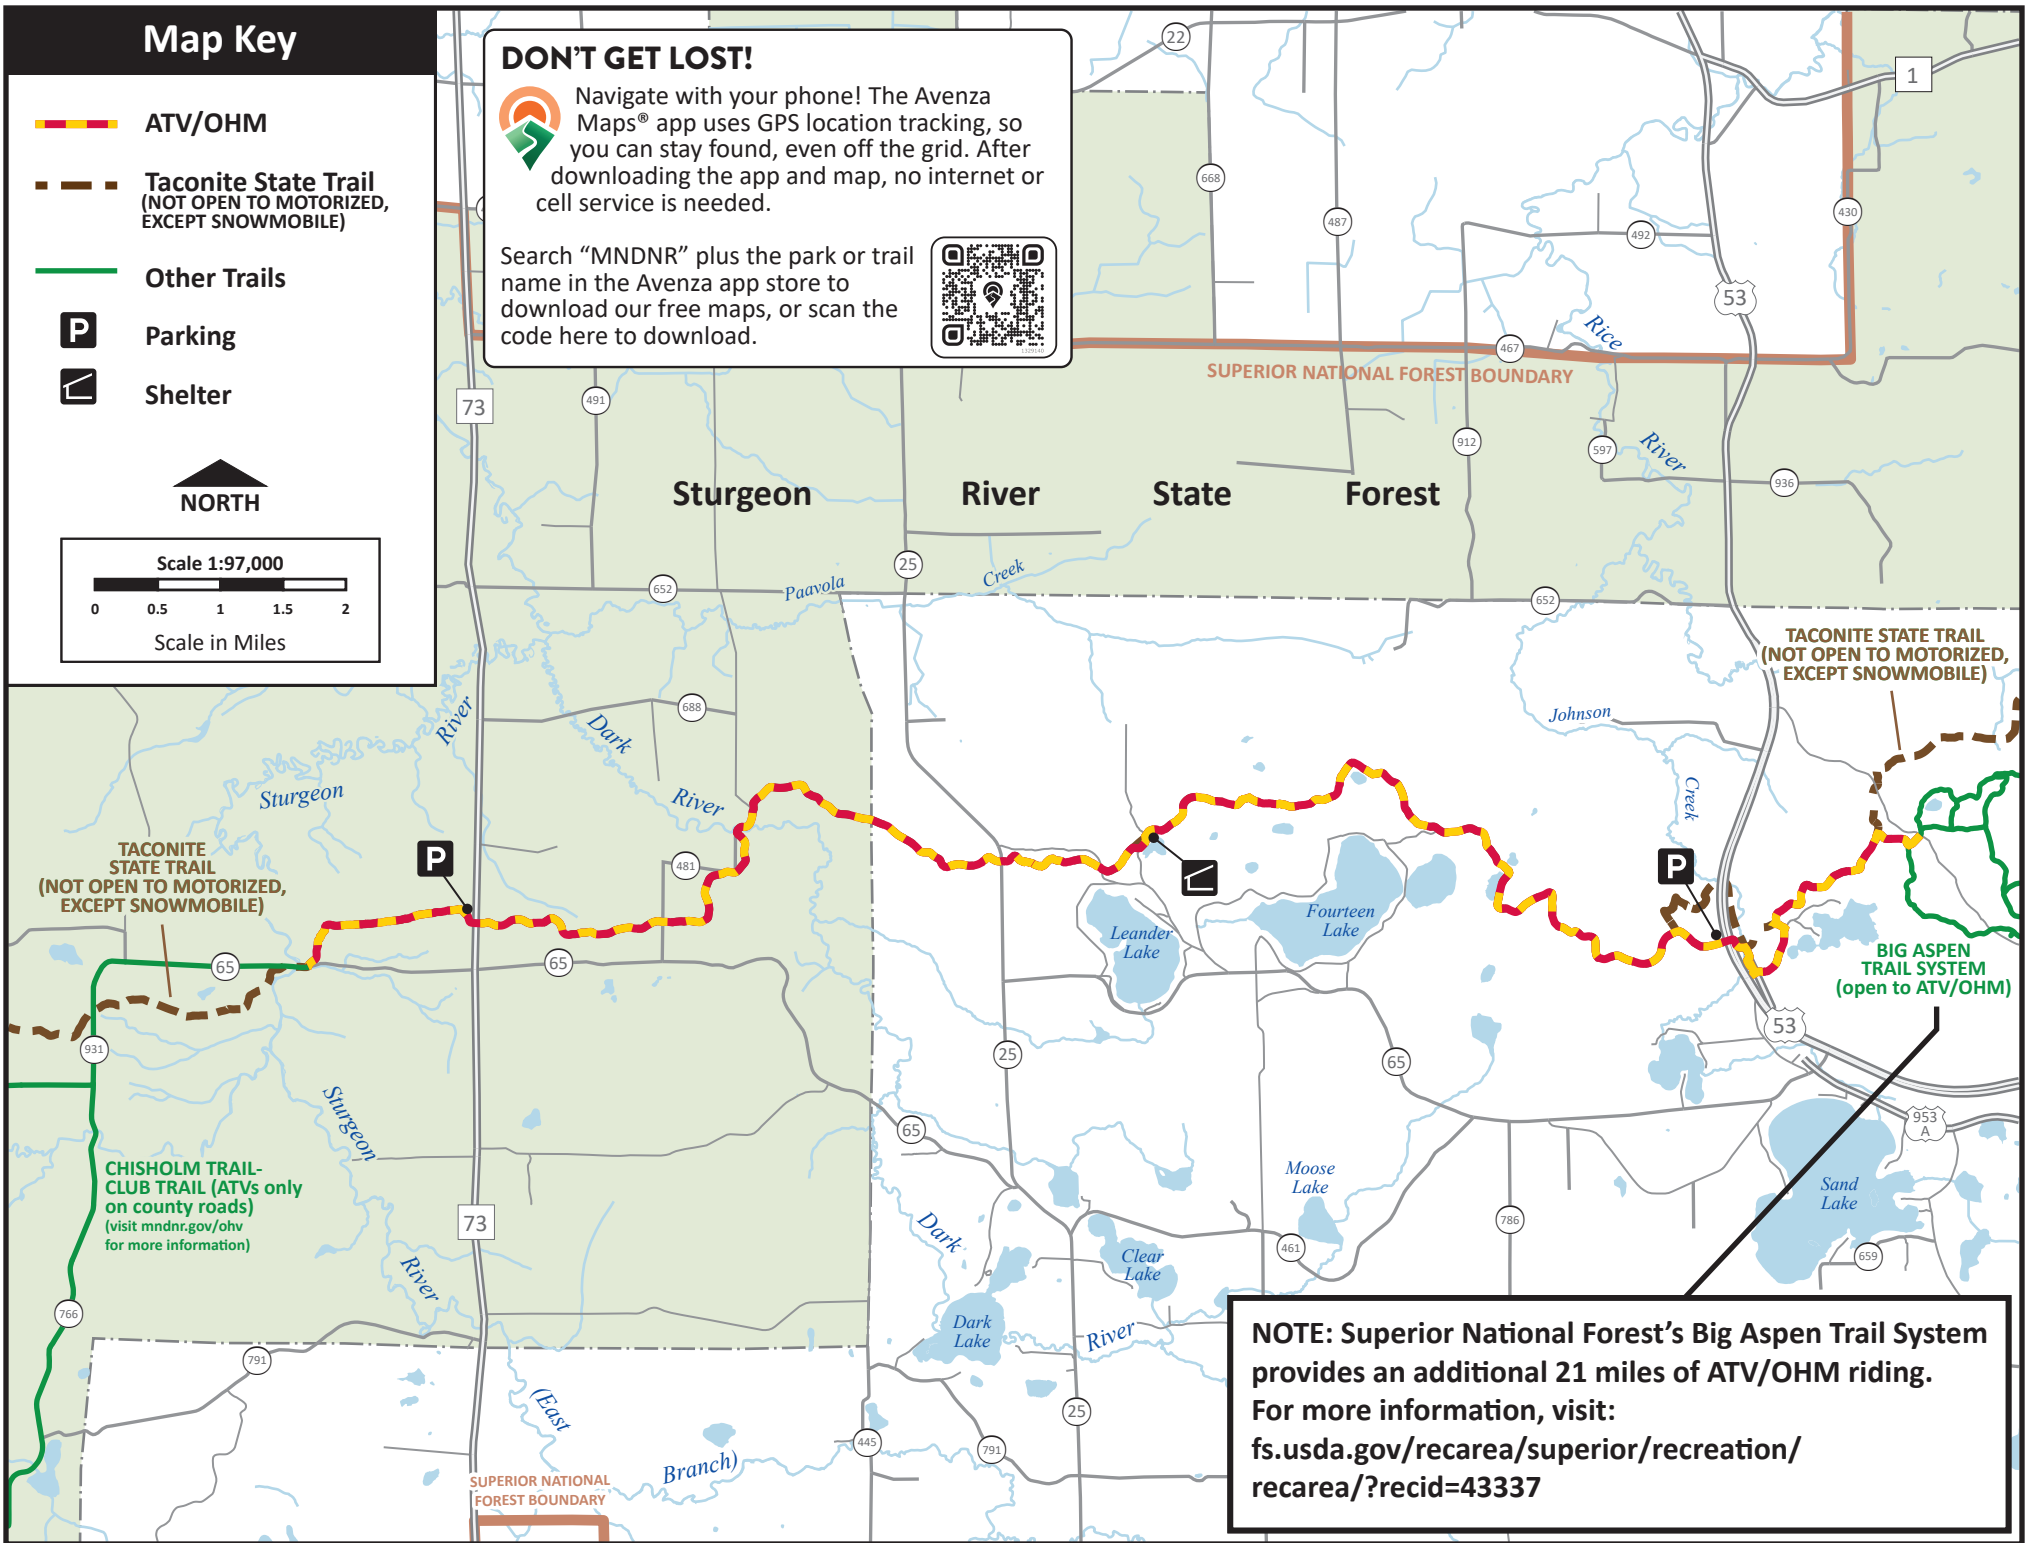 Map Key
ATV/OHM
Taconite State Trail
(NOT OPEN TO MOTORIZED,
EXCEPT SNOWMOBILE)
Other Trails
P
Parking
Shelter
NORTH
Scale 1:97,000
0 0.5 1 1.5 2
Scale in Miles
DON'T GET LOST!
Navigate with your phone! The Avenza
Maps® app uses GPS location tracking, so
you can stay found, even off the grid. After
downloading the app and map, no internet or
cell service is needed.
Search “MNDNR” plus the park or trail
name in the Avenza app store to
download our free maps, or scan the
code here to download.
1329140
22
1
668
487
492
430
53
Rice
467
SUPERIOR NATIONAL FOREST BOUNDARY
73
491
912
597
River
936
Sturgeon River State Forest
25
Creek
652
Paavola
652
TACONITE STATE TRAIL
(NOT OPEN TO MOTORIZED,
EXCEPT SNOWMOBILE)
River
688
Dark
Johnson
Sturgeon
River
Creek
TACONITE
STATE TRAIL
(NOT OPEN TO MOTORIZED,
EXCEPT SNOWMOBILE)
P
481
P
Leander
Lake
Fourteen
Lake
65
65
BIG ASPEN
TRAIL SYSTEM
(open to ATV/OHM)
53
931
25
65
Sturgeon
65
953
A
CHISHOLM TRAIL-
CLUB TRAIL (ATVs only
on county roads)
(visit mndnr.gov/ohv
for more information)
Moose
Lake
Sand
Lake
73
Dark
786
461
659
Clear
Lake
River
766
Dark
Lake
River
791
(East
25
445
791
Branch)
SUPERIOR NATIONAL
FOREST BOUNDARY
NOTE: Superior National Forest's Big Aspen Trail System
provides an additional 21 miles of ATV/OHM riding.
For more information, visit:
fs.usda.gov/recarea/superior/recreation/
recarea/?recid=43337